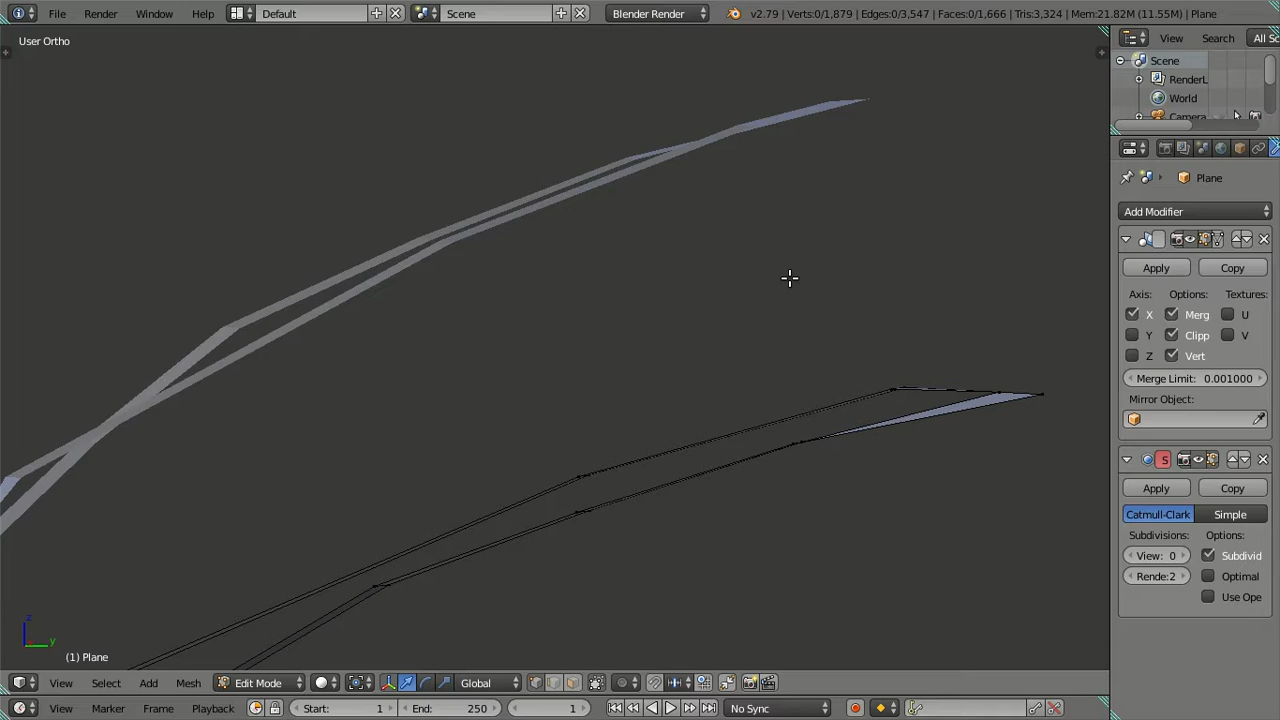 File Render Window Help Default Scene Blender Render v2.79 | Verts:0/1,879 | Edges:0/3,547 | Faces:0/1,666 | Tris:3,324 | Mem:21.82M (11.55M) | Plane
User Ortho
View Search All Sc
Scene
RenderL
World
Camera
Plane
Add Modifier
Apply Copy
Axis: Options: Textures:
X Merg U
Y Clipp V
Z Vert
Merge Limit: 0.001000
Mirror Object:
S
Apply Copy
Catmull-Clark Simple
Subdivisions: Options:
View: 0 Subdivid
Rende:2 Optimal
Use Ope
z
y
(1) Plane
View Select Add Mesh Edit Mode Global
View Marker Frame Playback Start: 1 End: 250 1 No Sync